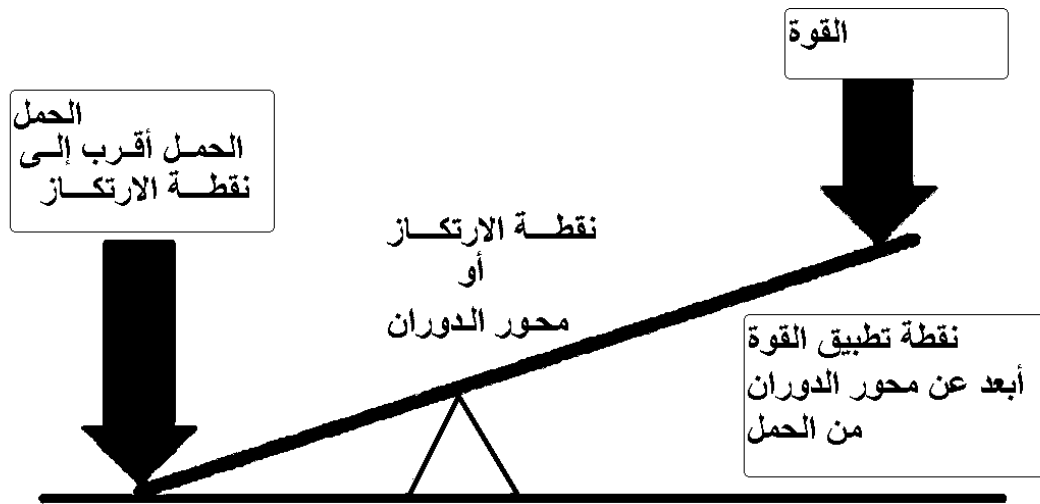 القوة
الحمل
الحمل أقرب إلى
نقطة الارتكاز
نقطة الارتكاز
أو
محور الدوران
نقطة تطبيق القوة
أبعد عن محور الدوران
من الحمل